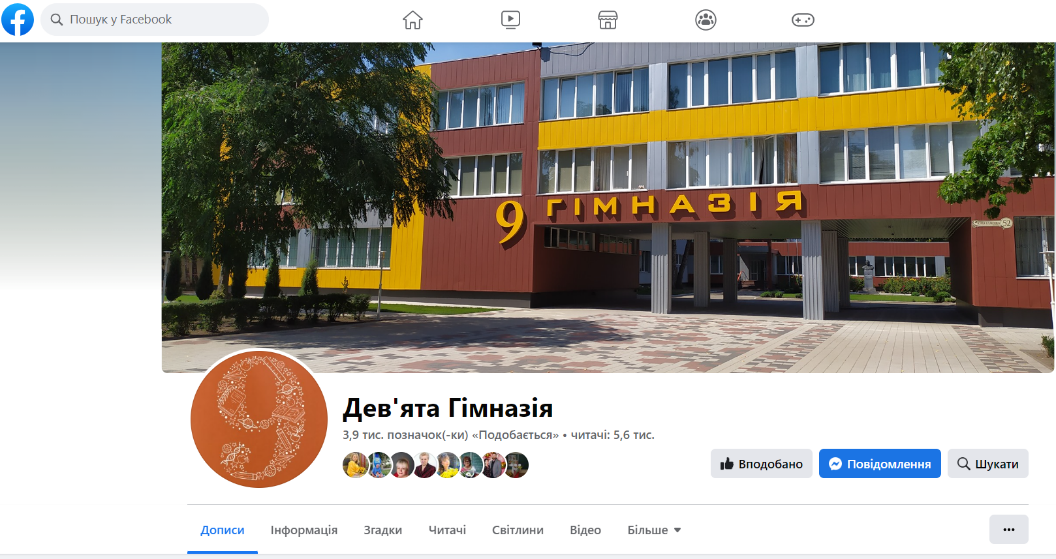 Пошук у Facebook
9 ГІМНАЗІЯ
Дев'ята Гімназія
3,9 тис. позначок(-ки) «Подобається» • читачі: 5,6 тис.
Вподобано
Повідомлення
Шукати
Дописи
Інформація
Згадки
Читачі
Світлини
Відео
Більше